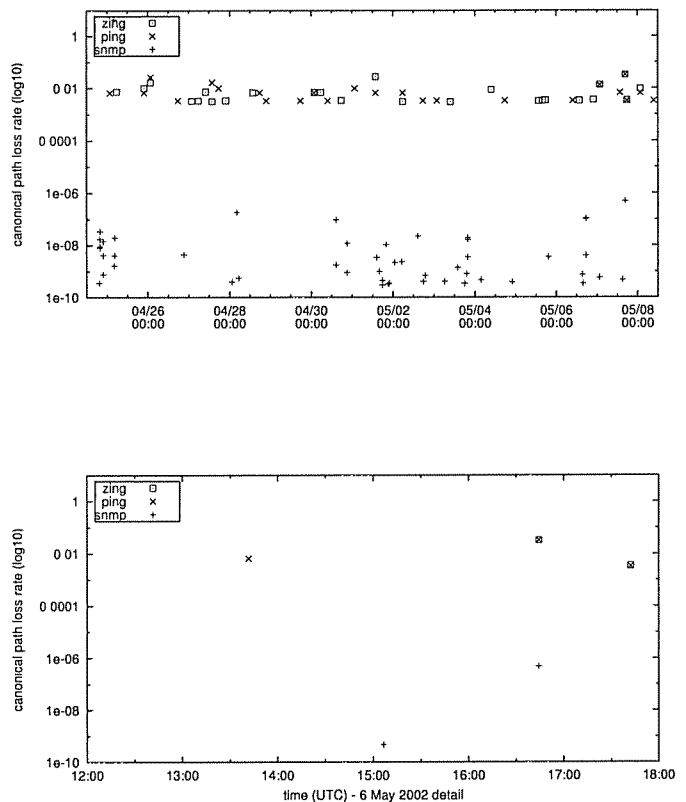 canonical path loss rate (log10)
1
0 01
0 0001
1e-06
1e-08
1e-10
zing
ping
snmp
04/26 04/28 04/30 05/02 05/04 05/06 05/08
00:00 00:00 00:00 00:00 00:00 00:00 00:00
canonical path loss rate (log10)
1
0 01
0 0001
1e-06
1e-08
1e-10
zing
ping
snmp
12:00 13:00 14:00 15:00 16:00 17:00 18:00
time (UTC) - 6 May 2002 detail